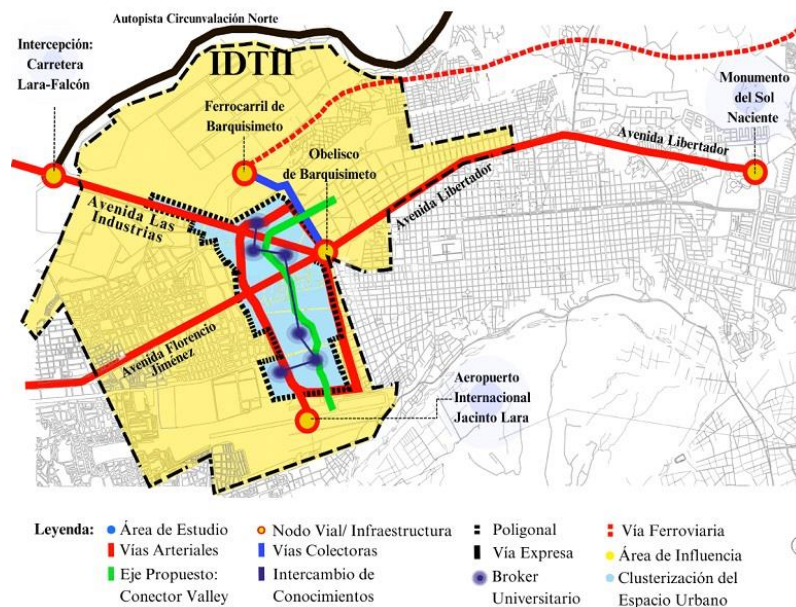 Autopista Circunvalación Norte
Intercepción:
Carretera
Lara-Falcón
IDTII
Ferrocarril de
Barquisimeto
Monumento
del Sol
Naciente
Obelisco
de Barquisimeto
Avenida Libertador
Avenida Libertador
Avenida Las
Industrias
Avenida Florencio
Jiménez
Aeropuerto
Internacional
Jacinto Lara
Leyenda:
Área de Estudio
Nodo Vial/ Infraestructura
Poligonal
Vía Ferroviaria
Vías Arteriales
Vías Colectoras
Vía Expresa
Área de Influencia
Eje Propuesto:
Conector Valley
Intercambio de
Conocimientos
Broker
Universitario
Clusterización del
Espacio Urbano